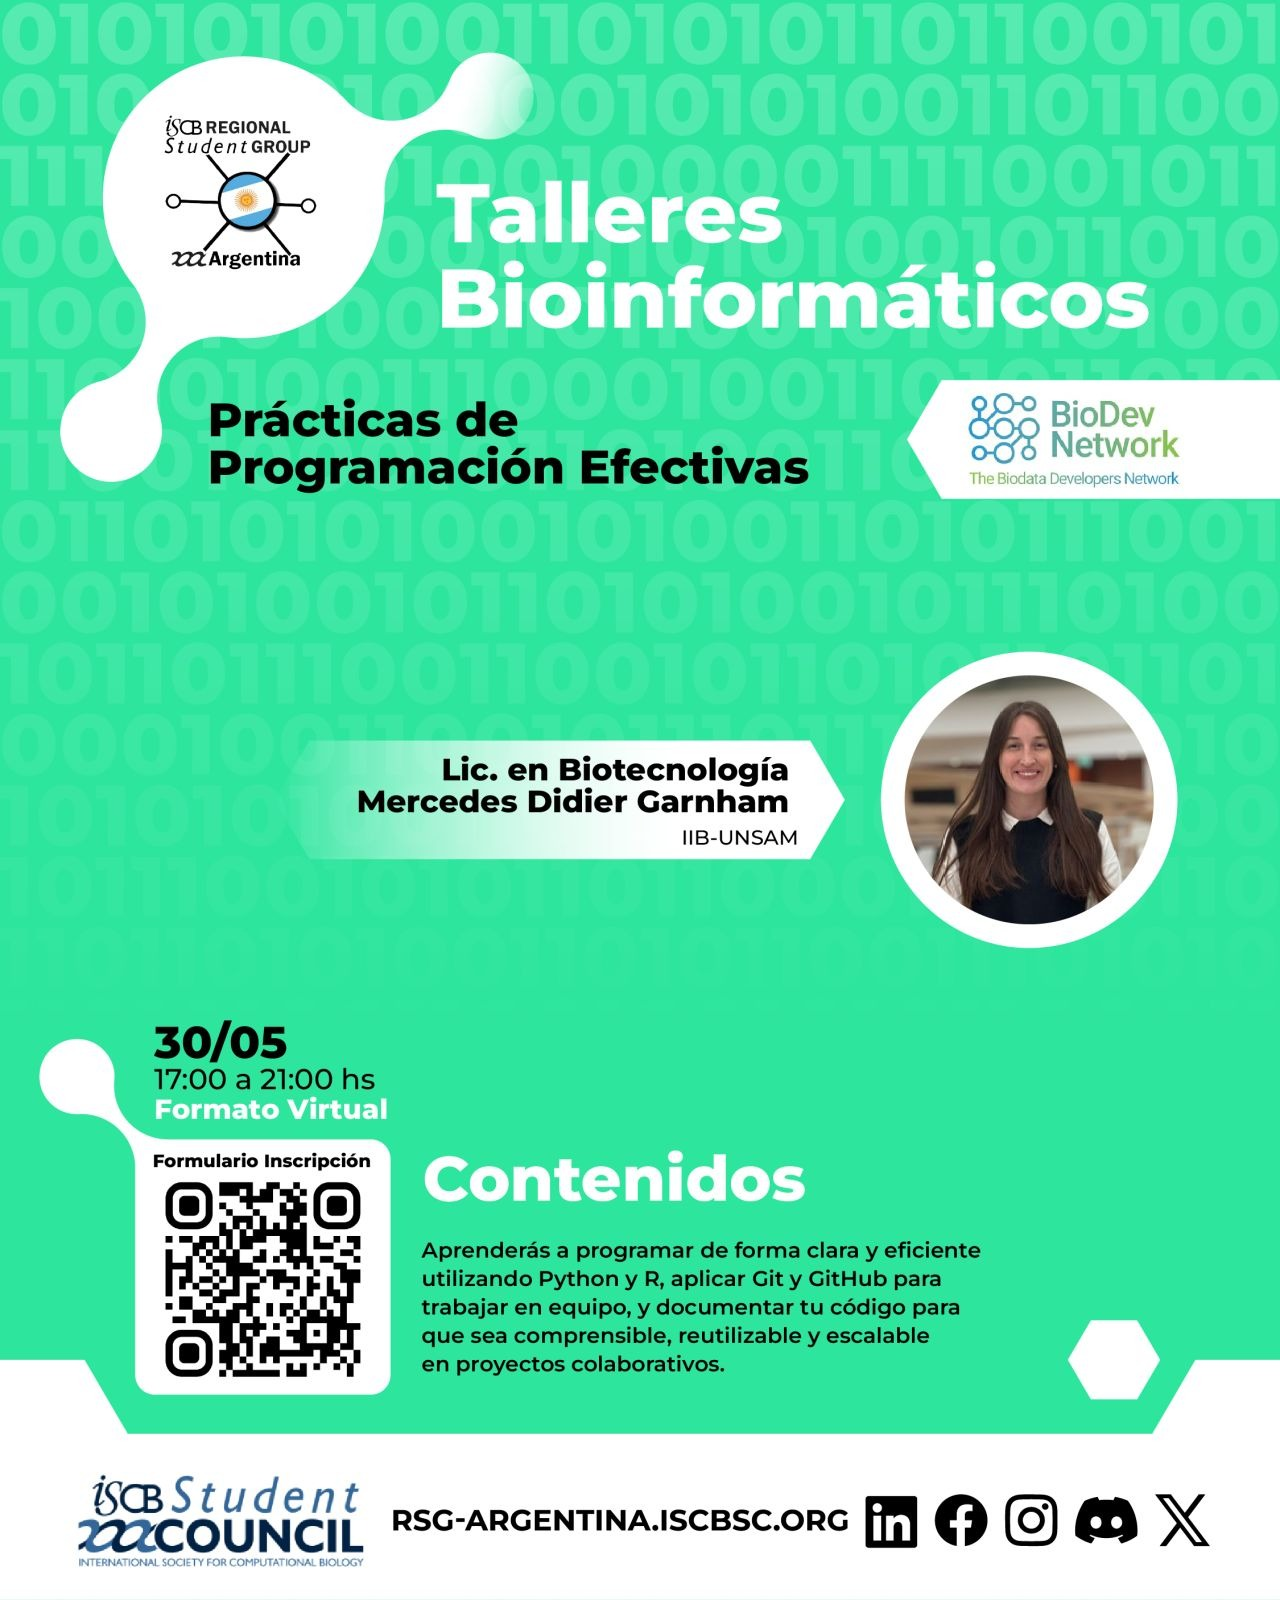 iSCB REGIONAL
Student GROUP
Argentina
Talleres
Bioinformáticos
Prácticas de
Programación Efectivas
BioDev
Network
The Biodata Developers Network
Lic. en Biotecnología
Mercedes Didier Garnham
IIB-UNSAM
30/05
17:00 a 21:00 hs
Formato Virtual
Formulario Inscripción
Contenidos
Aprenderás a programar de forma clara y eficiente
utilizando Python y R, aplicar Git y GitHub para
trabajar en equipo, y documentar tu código para
que sea comprensible, reutilizable y escalable
en proyectos colaborativos.
iSCB Student
COUNCIL
INTERNATIONAL SOCIETY FOR COMPUTATIONAL BIOLOGY
RSG-ARGENTINA.ISCBSC.ORG